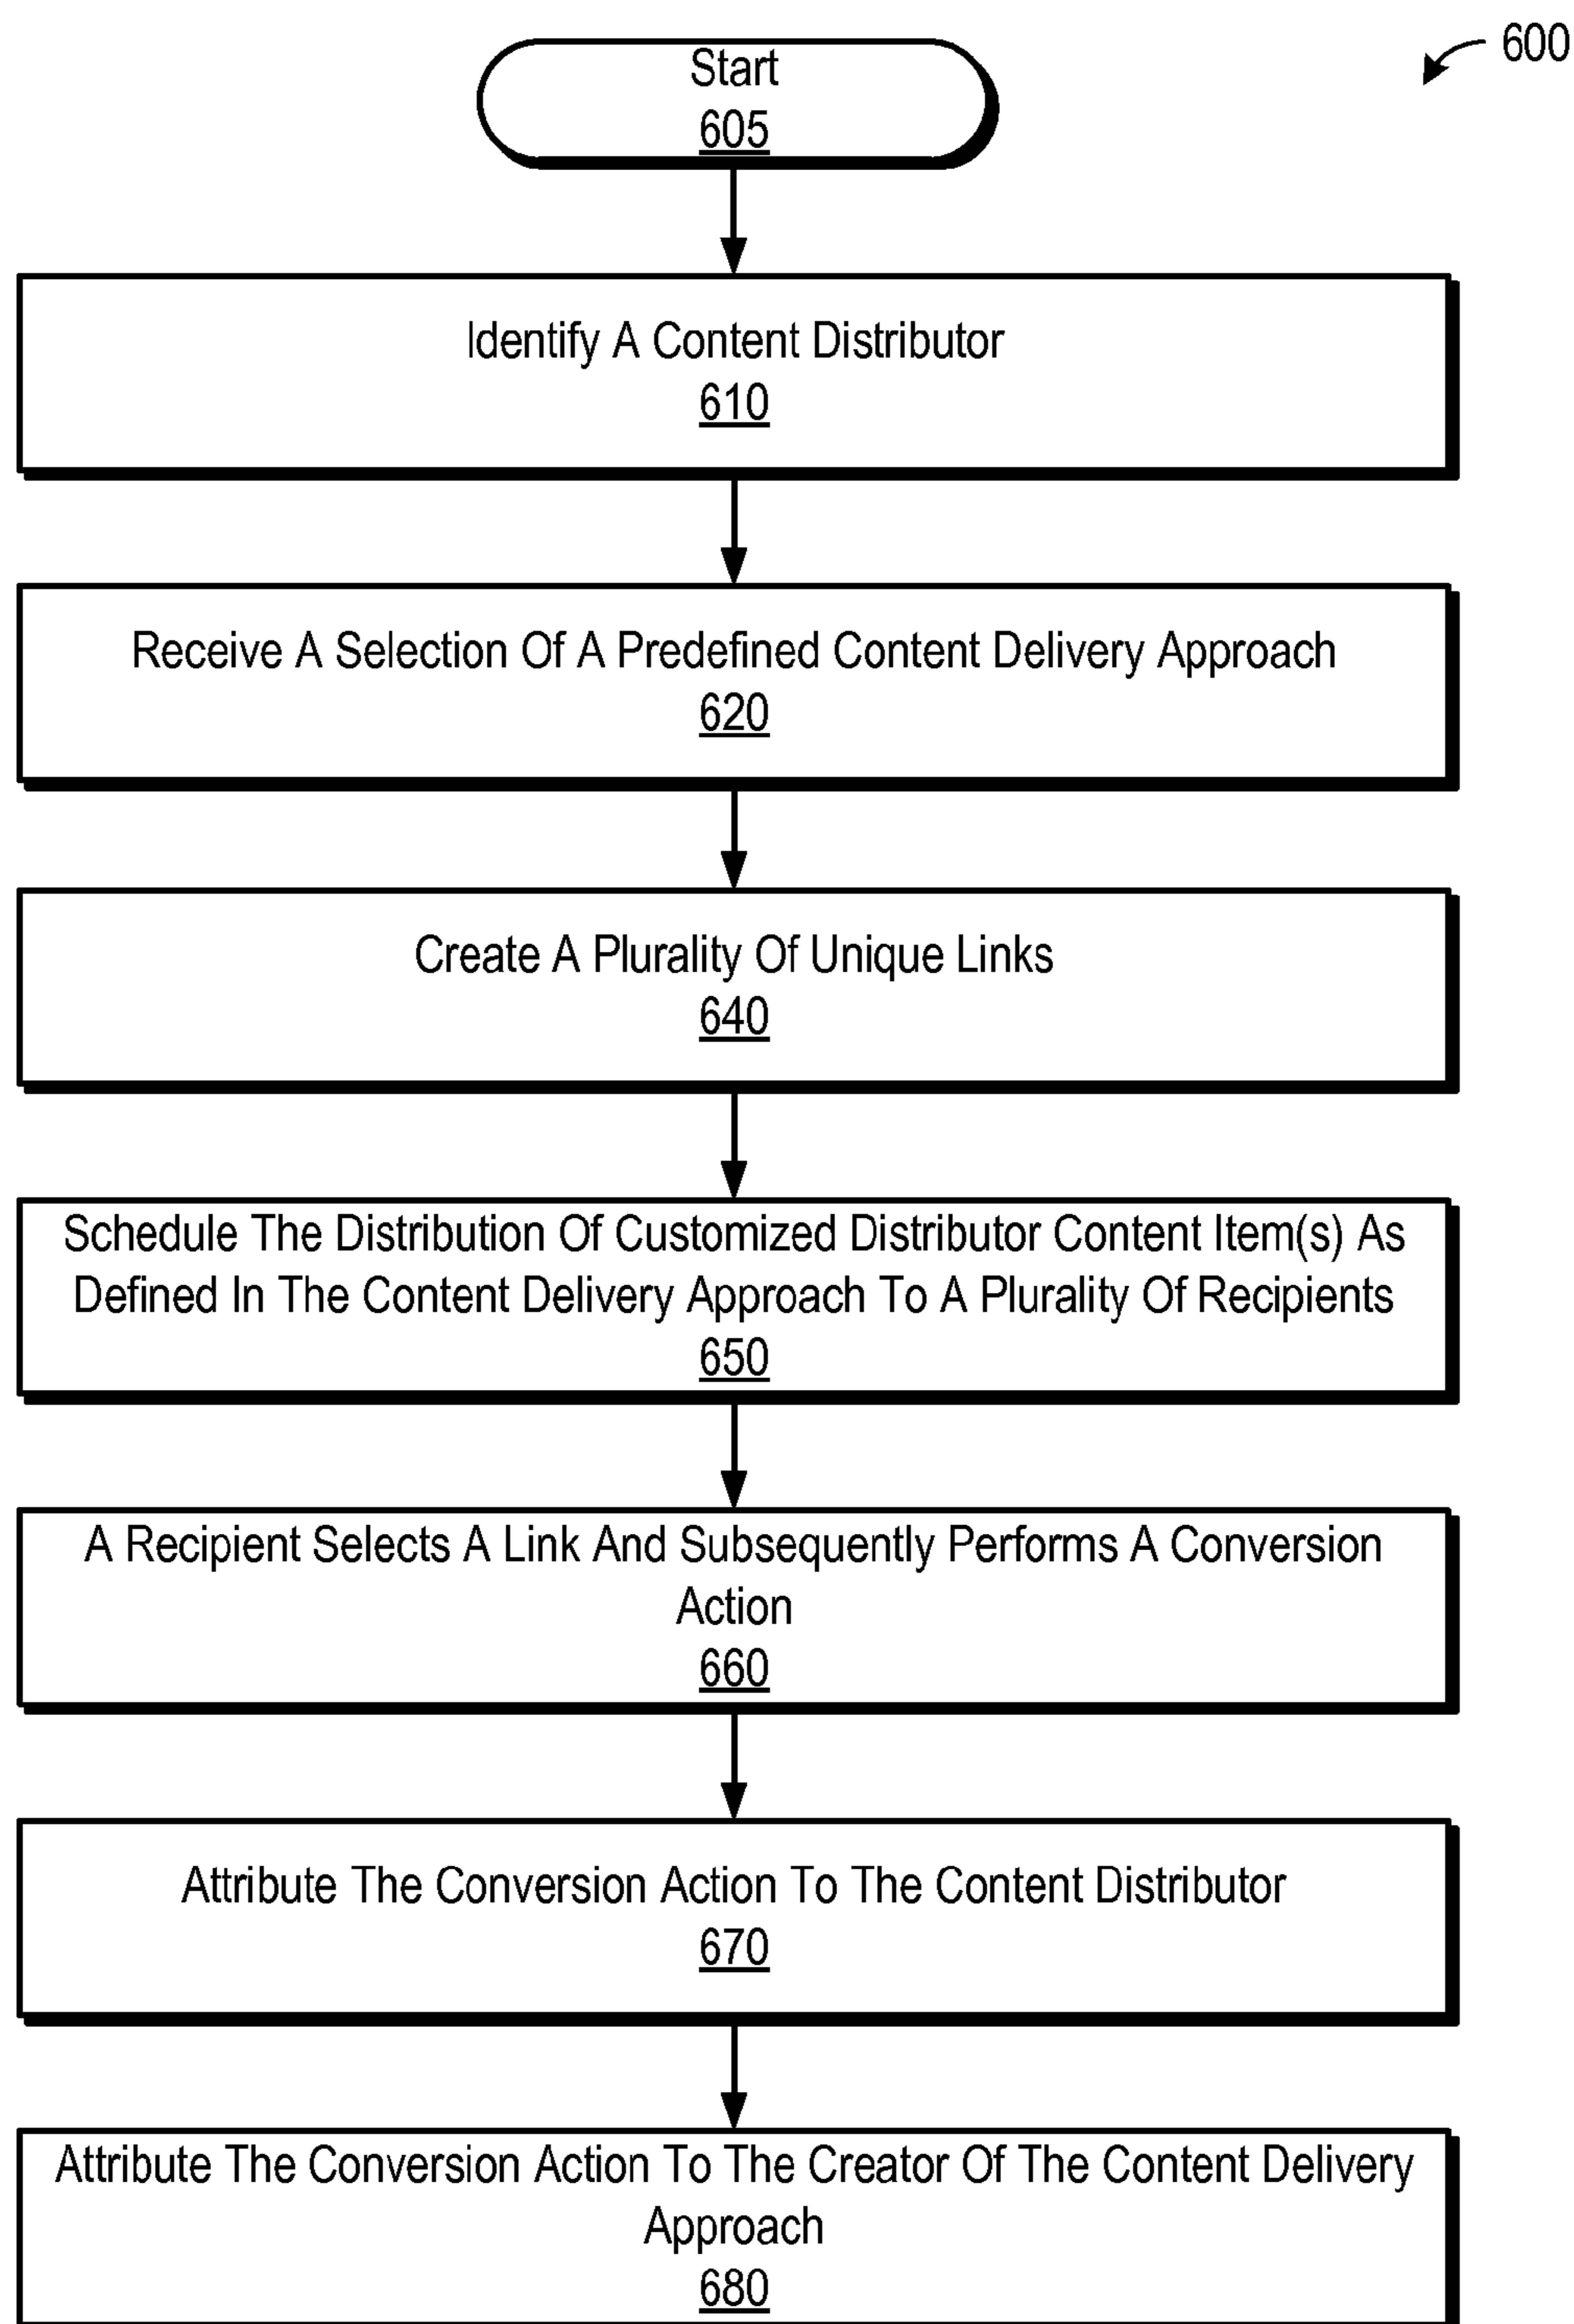 600
Start
605
Identify A Content Distributor
610
Receive A Selection Of A Predefined Content Delivery Approach
620
Create A Plurality Of Unique Links
640
Schedule The Distribution Of Customized Distributor Content Item(s) As
Defined In The Content Delivery Approach To A Plurality Of Recipients
650
A Recipient Selects A Link And Subsequently Performs A Conversion
Action
660
Attribute The Conversion Action To The Content Distributor
670
Attribute The Conversion Action To The Creator Of The Content Delivery
Approach
680